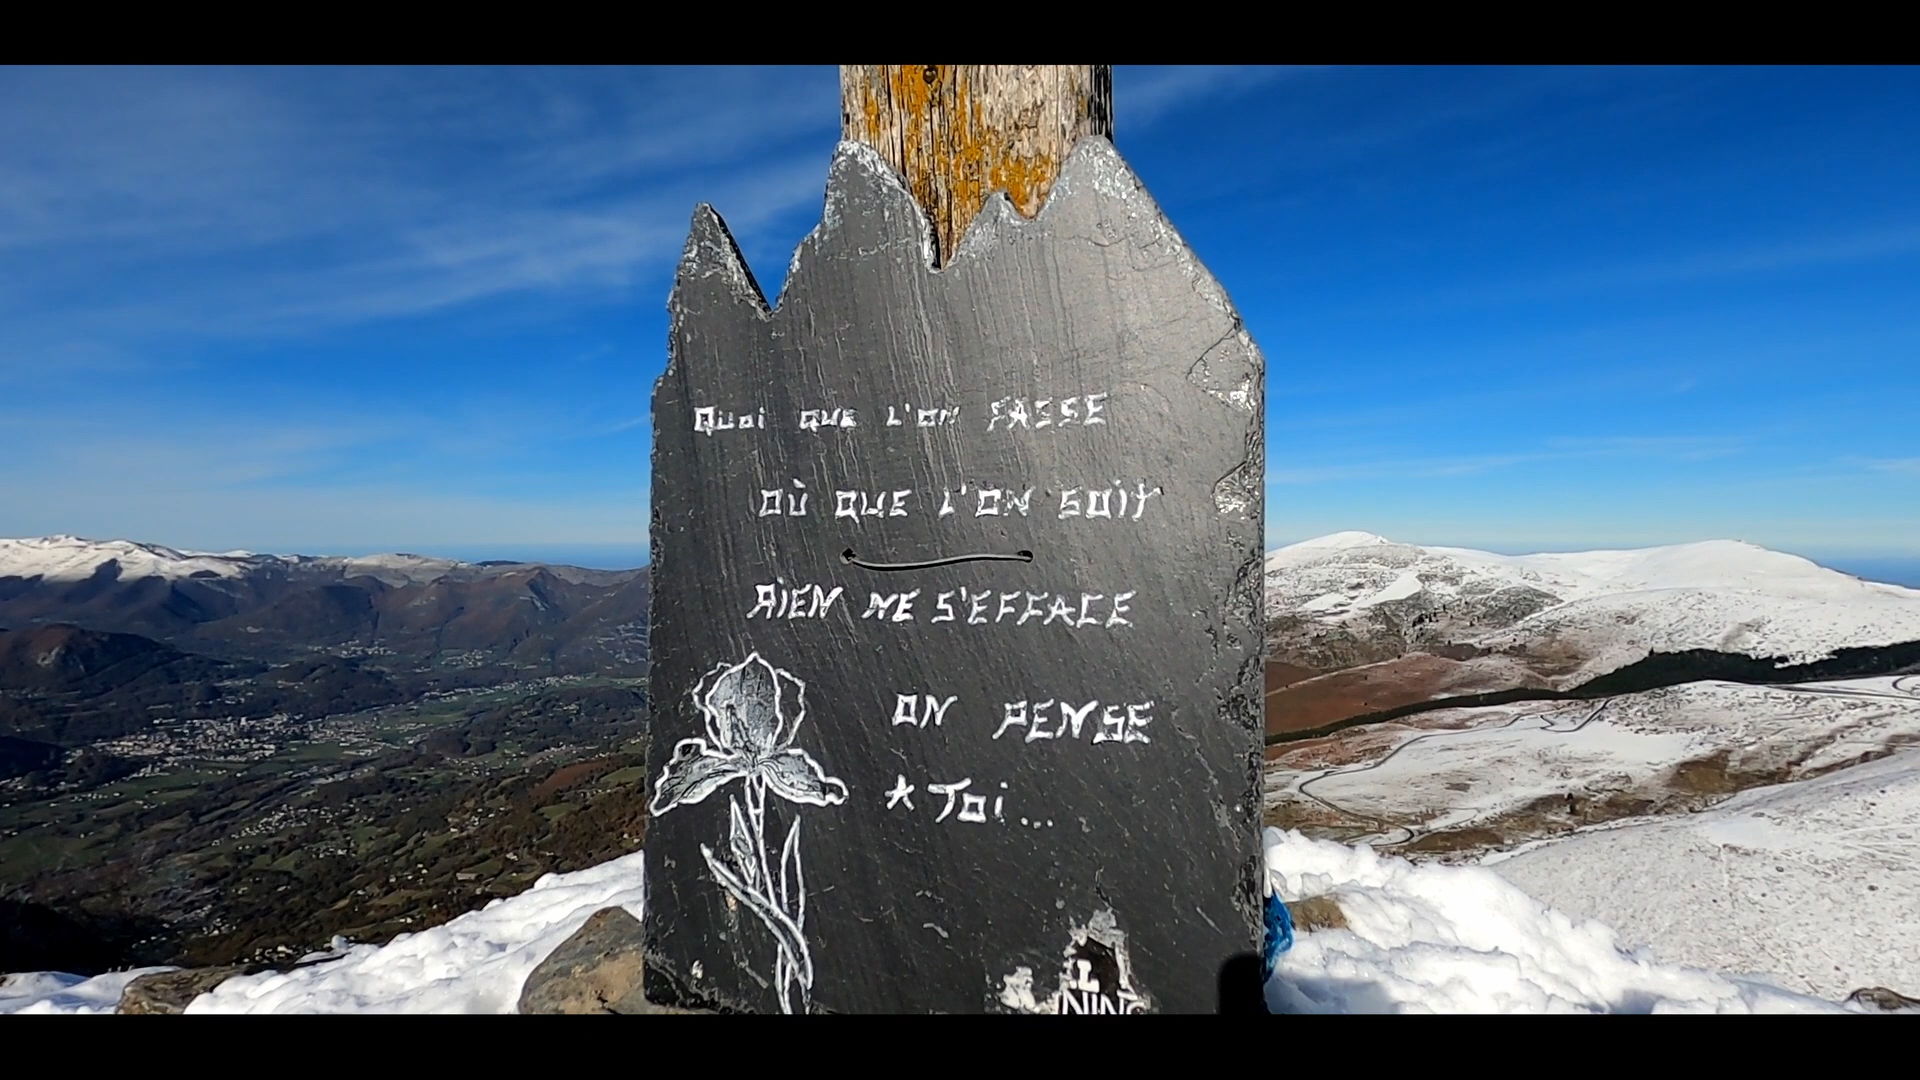 Quoi QUE L'ON FASSE
OÙ QUE L'ON SOIT
RIEN NE S'EFFACE
ON PENSE
A Toi...